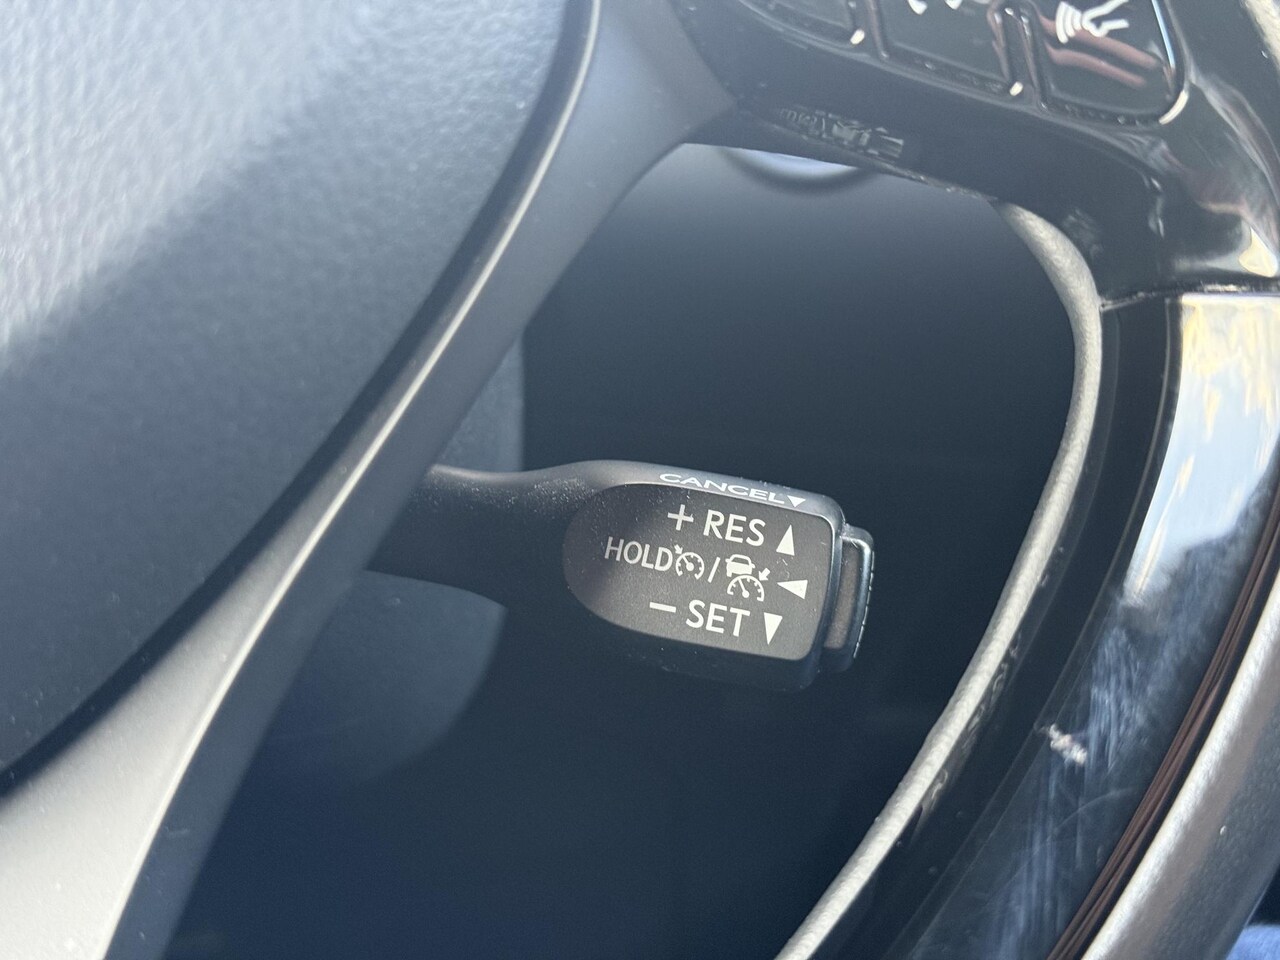 CANCEL▼
+ RES ▲
HOLD / ◀
– SET ▼